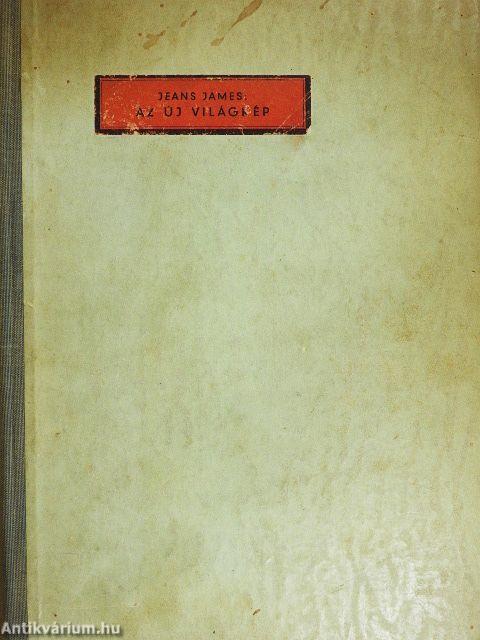 JEANS JAMES:
AZ ÚJ VILÁGKÉP
Antikvárium.hu